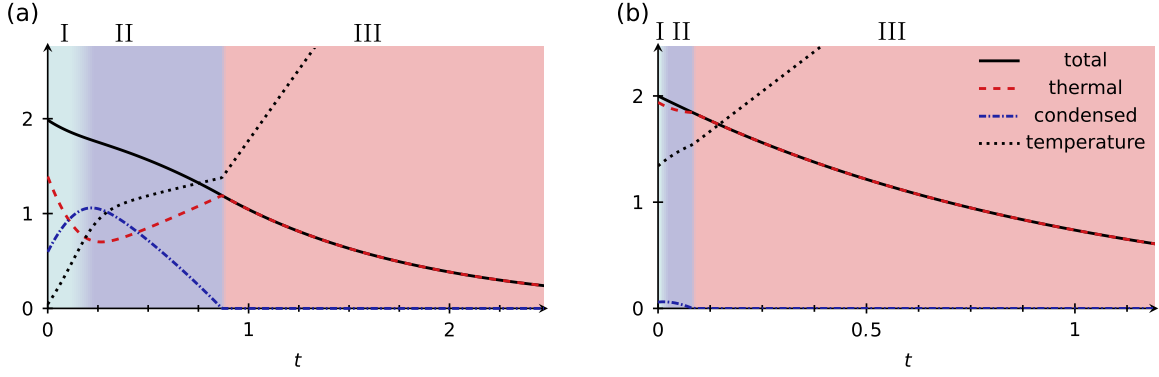 (a)
I II III
2
1
0
0 1 2
t
(b)
I II III
total
thermal
condensed
temperature
2
1
0
0 0.5 1
t